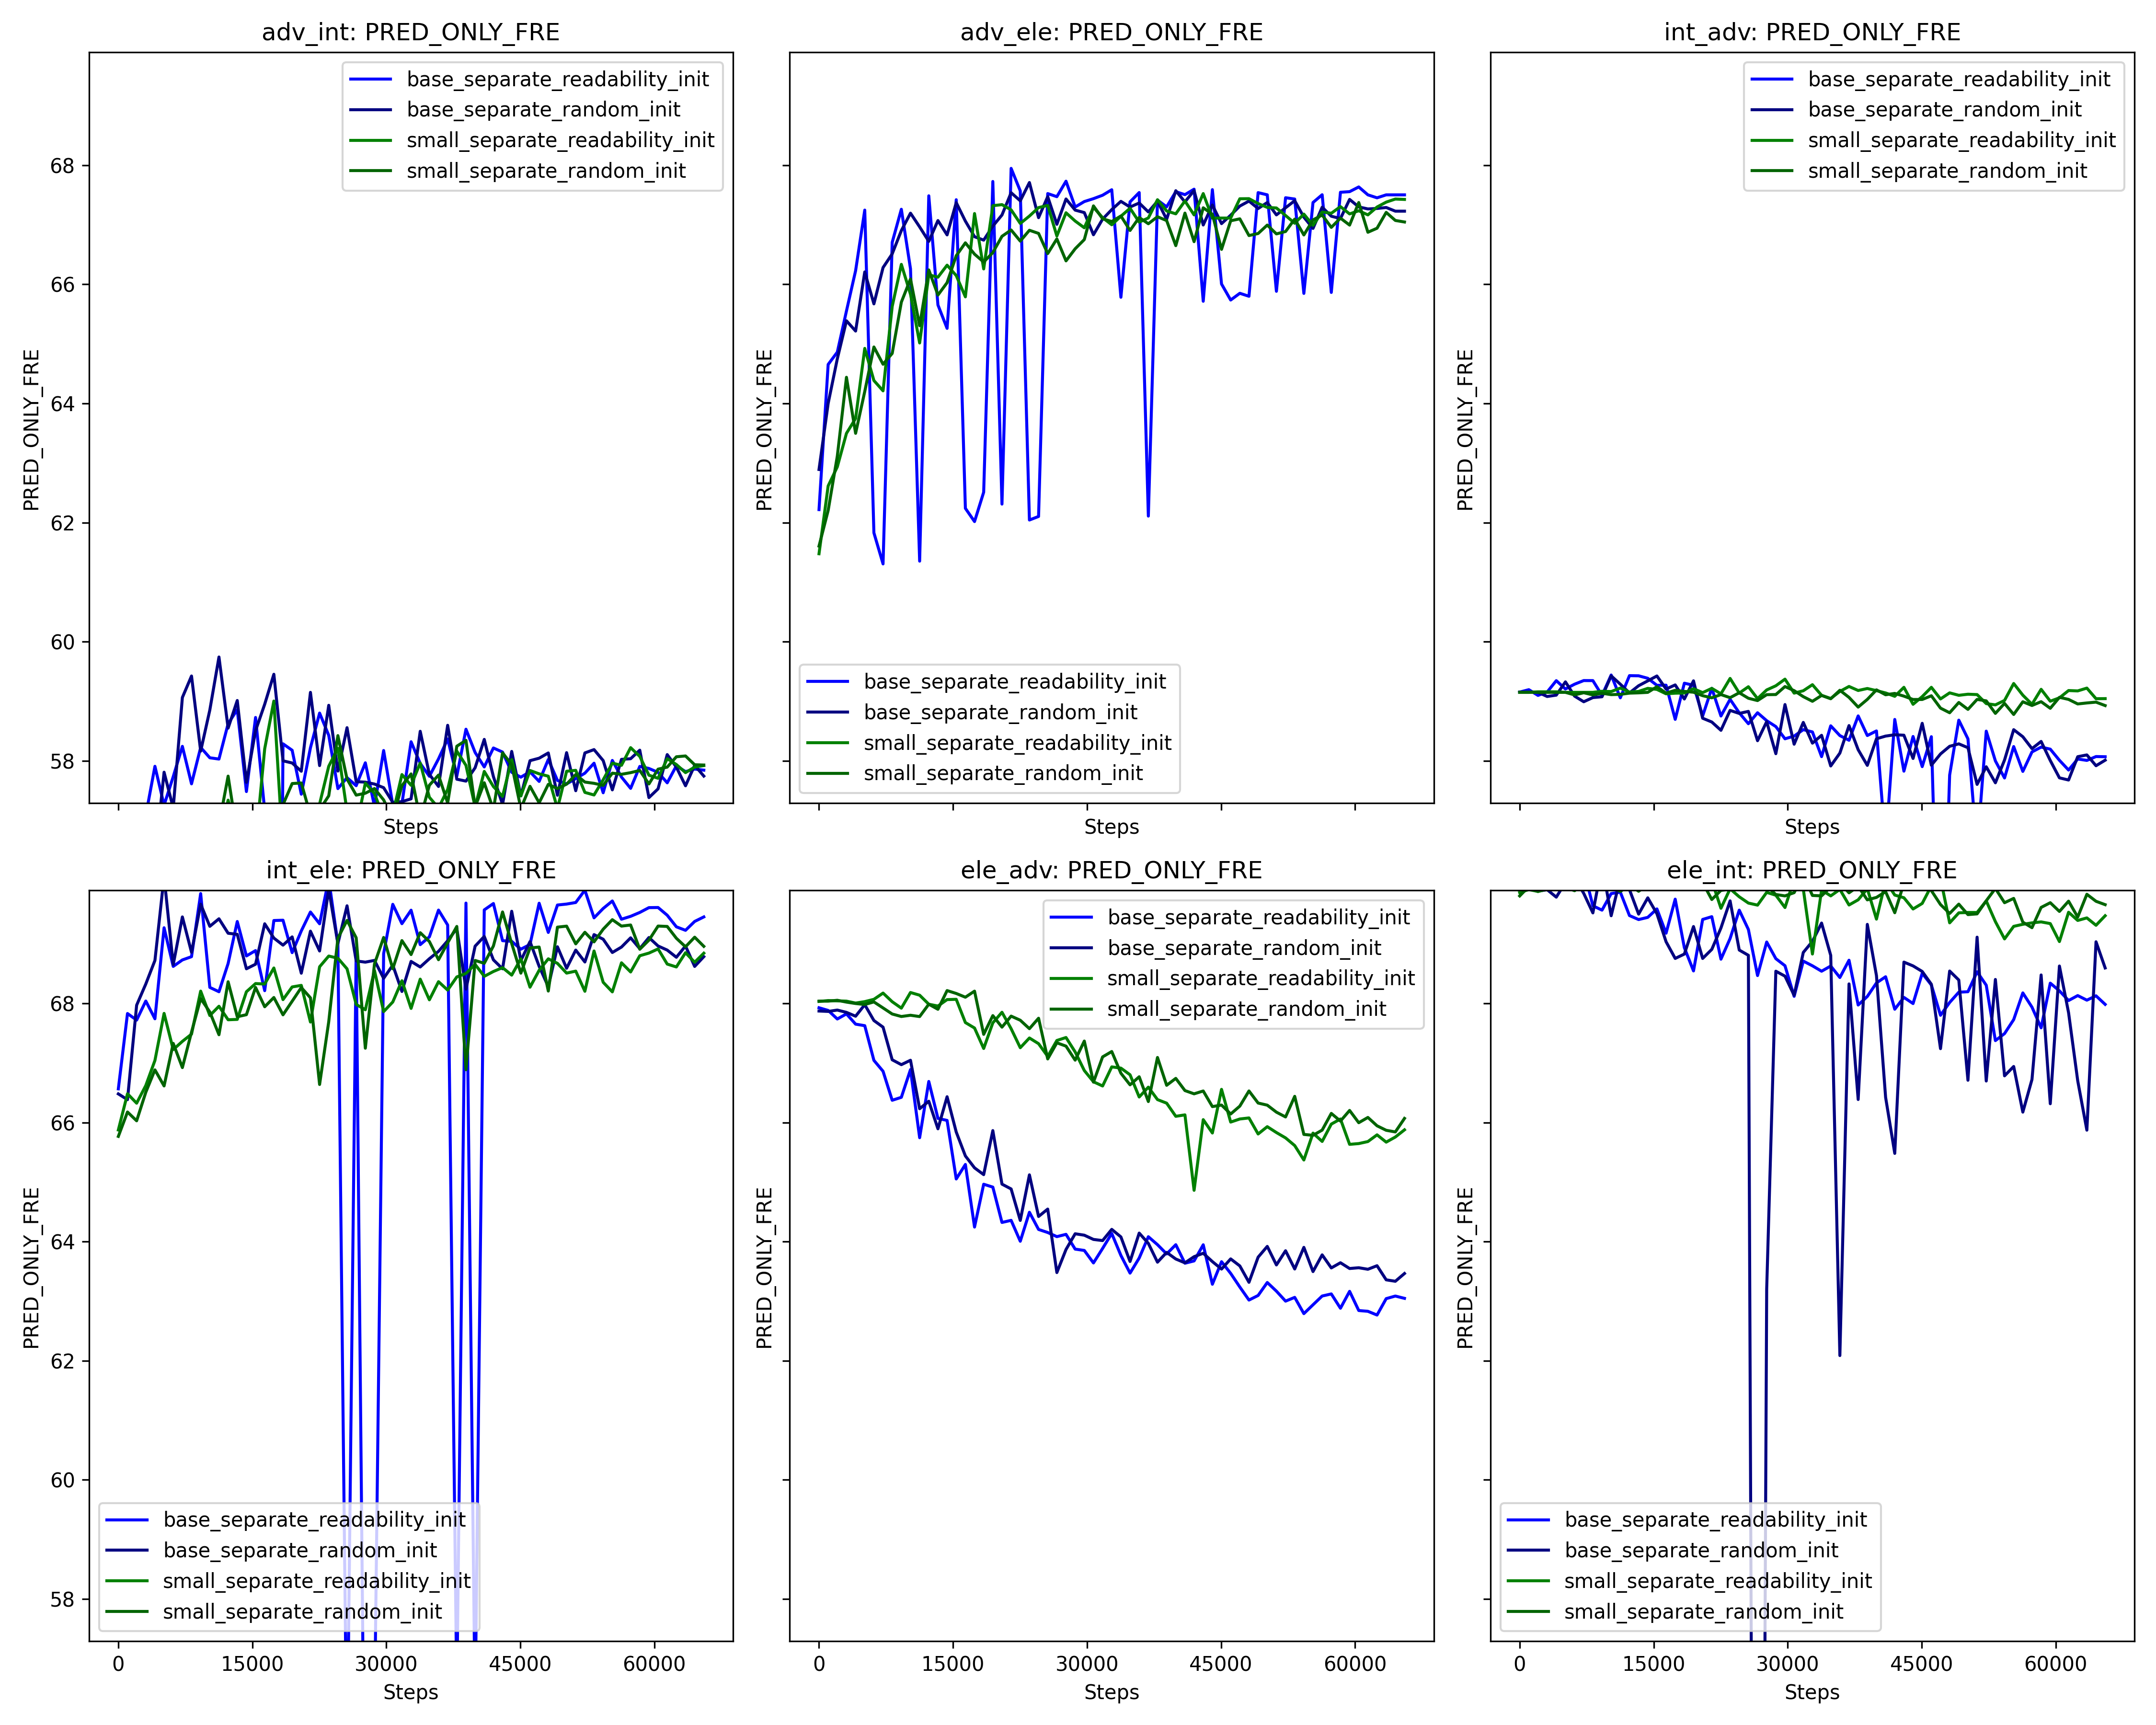 adv_int: PRED_ONLY_FRE
PRED_ONLY_FRE
68
66
64
62
60
58
base_separate_readability_init
base_separate_random_init
small_separate_readability_init
small_separate_random_init
Steps
adv_ele: PRED_ONLY_FRE
PRED_ONLY_FRE
base_separate_readability_init
base_separate_random_init
small_separate_readability_init
small_separate_random_init
Steps
int_adv: PRED_ONLY_FRE
PRED_ONLY_FRE
base_separate_readability_init
base_separate_random_init
small_separate_readability_init
small_separate_random_init
Steps
int_ele: PRED_ONLY_FRE
PRED_ONLY_FRE
68
66
64
62
60
58
base_separate_readability_init
base_separate_random_init
small_separate_readability_init
small_separate_random_init
0 15000 30000 45000 60000
Steps
ele_adv: PRED_ONLY_FRE
PRED_ONLY_FRE
base_separate_readability_init
base_separate_random_init
small_separate_readability_init
small_separate_random_init
0 15000 30000 45000 60000
Steps
ele_int: PRED_ONLY_FRE
PRED_ONLY_FRE
base_separate_readability_init
base_separate_random_init
small_separate_readability_init
small_separate_random_init
0 15000 30000 45000 60000
Steps